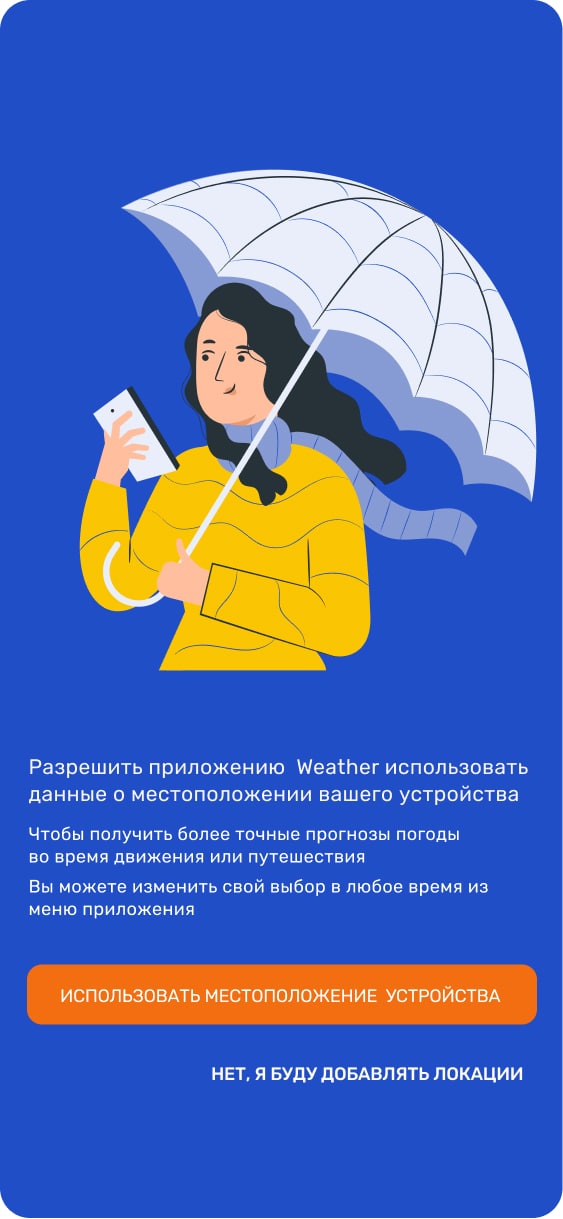 Разрешить приложению  Weather использовать
данные о местоположении вашего устройства
Чтобы получить более точные прогнозы погоды
во время движения или путешествия
Вы можете изменить свой выбор в любое время из
меню приложения
ИСПОЛЬЗОВАТЬ МЕСТОПОЛОЖЕНИЕ  УСТРОЙСТВА
НЕТ, Я БУДУ ДОБАВЛЯТЬ ЛОКАЦИИ